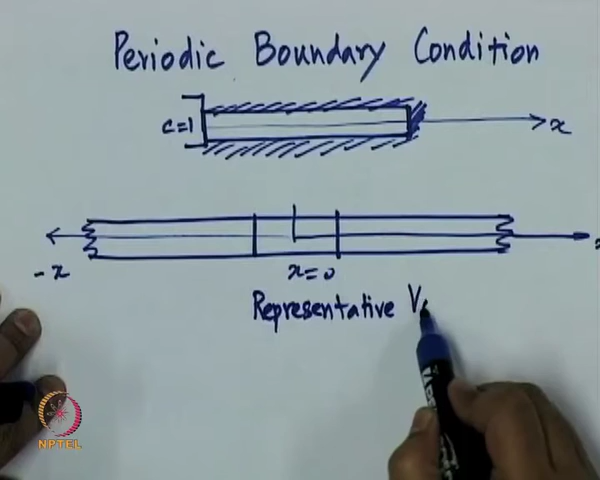 Periodic Boundary Condition
c=1
x
-x
x=0
Representative V
NPTEL